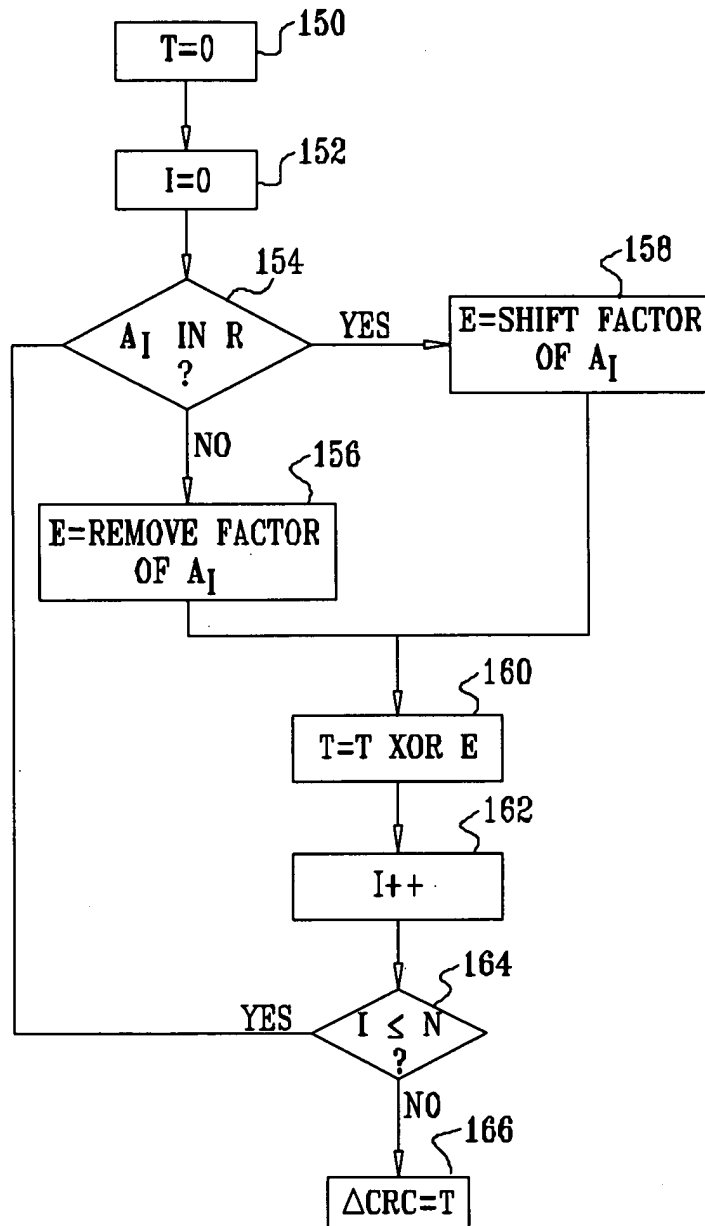 T=0
150
I=0
152
154
A_I IN R
?
YES
158
E=SHIFT FACTOR
OF A_I
NO
156
E=REMOVE FACTOR
OF A_I
160
T=T XOR E
162
I++
164
YES
I ≤ N
?
NO
166
ΔCRC=T